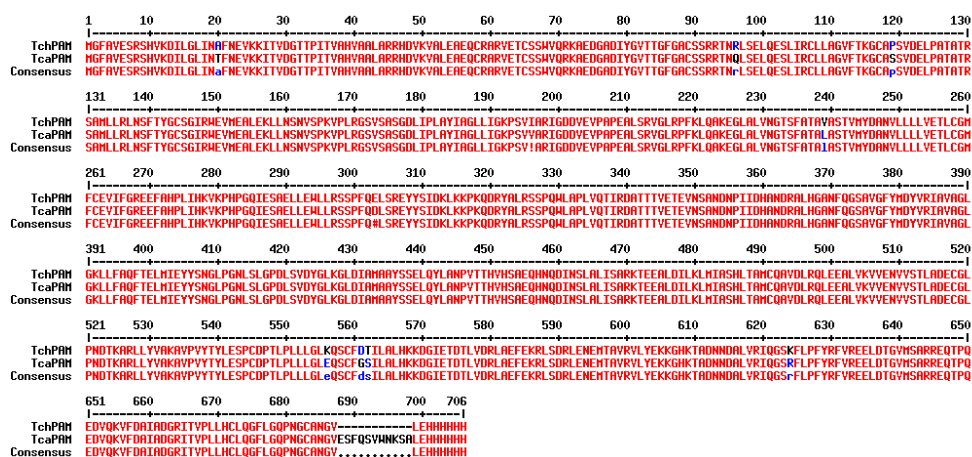 1 10 20 30 40 50 60 70 80 90 100 110 120 130
TchPAM MGFAVESRSHVKDILGLINAFNEVKKITVDGTTPITVAHVAALARRHDVKVALEAEQCRARVETCSSWVQRKAEDGADIYGVTTGFGACSSRRTNRLSELQESLIRCLLAGVFTKGCAPSVDELPATATR
TcaPAM MGFAVESRSHVKDILGLINTFNEVKKITVDGTTPITVAHVAALARRHDVKVALEAEQCRARVETCSSWVQRKAEDGADIYGVTTGFGACSSRRTNQLSELQESLIRCLLAGVFTKGCASSVDELPATATR
Consensus MGFAVESRSHVKDILGLINaFNEVKKITVDGTTPITVAHVAALARRHDVKVALEAEQCRARVETCSSWVQRKAEDGADIYGVTTGFGACSSRRTNrLSELQESLIRCLLAGVFTKGCApSVDELPATATR
131 140 150 160 170 180 190 200 210 220 230 240 250 260
TchPAM SAMLLRLNSFTYGCSGIRWEVMEALEKLLNSNVSPKVPLRGSVSASGDLIPLAYIAGLLIGKPSVIARIGDDVEVPAPEALSRVGLRPFKLQAKEGLALVNGTSFATAVASTVMYDANVLLLLVETLCGM
TcaPAM SAMLLRLNSFTYGCSGIRWEVMEALEKLLNSNVSPKVPLRGSVSASGDLIPLAYIAGLLIGKPSVVARIGDDVEVPAPEALSRVGLRPFKLQAKEGLALVNGTSFATALASTVMYDANVLLLLVETLCGM
Consensus SAMLLRLNSFTYGCSGIRWEVMEALEKLLNSNVSPKVPLRGSVSASGDLIPLAYIAGLLIGKPSV!ARIGDDVEVPAPEALSRVGLRPFKLQAKEGLALVNGTSFATAlASTVMYDANVLLLLVETLCGM
261 270 280 290 300 310 320 330 340 350 360 370 380 390
TchPAM FCEVIFGREEFAHPLIHKVKPHPGQIESAELLEWLLRSSPFQELSREYYSIDKLKKPKQDRYALRSSPQWLAPLVQTIRDATTTVETEVNSANDNPIIDHANDRALHGANFQGSAVGFYMDYVRIAVAGL
TcaPAM FCEVIFGREEFAHPLIHKVKPHPGQIESAELLEWLLRSSPFQDLSREYYSIDKLKKPKQDRYALRSSPQWLAPLVQTIRDATTTVETEVNSANDNPIIDHANDRALHGANFQGSAVGFYMDYVRIAVAGL
Consensus FCEVIFGREEFAHPLIHKVKPHPGQIESAELLEWLLRSSPFQ#LSREYYSIDKLKKPKQDRYALRSSPQWLAPLVQTIRDATTTVETEVNSANDNPIIDHANDRALHGANFQGSAVGFYMDYVRIAVAGL
391 400 410 420 430 440 450 460 470 480 490 500 510 520
TchPAM GKLLFAQFTELMIEYYSNGLPGNLSLGPDLSVDYGLKGLDIAMAAYSSELQYLANPVTTHVHSAEQHNQDINSLALISARKTEEALDILKLMIASHLTAMCQAVDLRQLEEALVKVVENVVSTLADECGL
TcaPAM GKLLFAQFTELMIEYYSNGLPGNLSLGPDLSVDYGLKGLDIAMAAYSSELQYLANPVTTHVHSAEQHNQDINSLALISARKTEEALDILKLMIASHLTAMCQAVDLRQLEEALVKVVENVVSTLADECGL
Consensus GKLLFAQFTELMIEYYSNGLPGNLSLGPDLSVDYGLKGLDIAMAAYSSELQYLANPVTTHVHSAEQHNQDINSLALISARKTEEALDILKLMIASHLTAMCQAVDLRQLEEALVKVVENVVSTLADECGL
521 530 540 550 560 570 580 590 600 610 620 630 640 650
TchPAM PNDTKARLLYVAKAVPVYTYLESPCDPTLPLLLGLKQSCFDTILALHKKDGIETDTLVDRLAEFEKRLSDRLENEMTAVRVLYEKKGHKTADNNDALVRIQGSKFLPFYRFVREELDTGVMSARREQTPQ
TcaPAM PNDTKARLLYVAKAVPVYTYLESPCDPTLPLLLGLEQSCFGSILALHKKDGIETDTLVDRLAEFEKRLSDRLENEMTAVRVLYEKKGHKTADNNDALVRIQGSRFLPFYRFVREELDTGVMSARREQTPQ
Consensus PNDTKARLLYVAKAVPVYTYLESPCDPTLPLLLGLeQSCFdsILALHKKDGIETDTLVDRLAEFEKRLSDRLENEMTAVRVLYEKKGHKTADNNDALVRIQGSrFLPFYRFVREELDTGVMSARREQTPQ
651 660 670 680 690 700 706
TchPAM EDVQKVFDAIADGRITVPLLHCLQGFLGQPNGCANGV-----------LEHHHHHH
TcaPAM EDVQKVFDAIADGRITVPLLHCLQGFLGQPNGCANGVESFQSVWNKSALEHHHHHH
Consensus EDVQKVFDAIADGRITVPLLHCLQGFLGQPNGCANGV...........LEHHHHHH